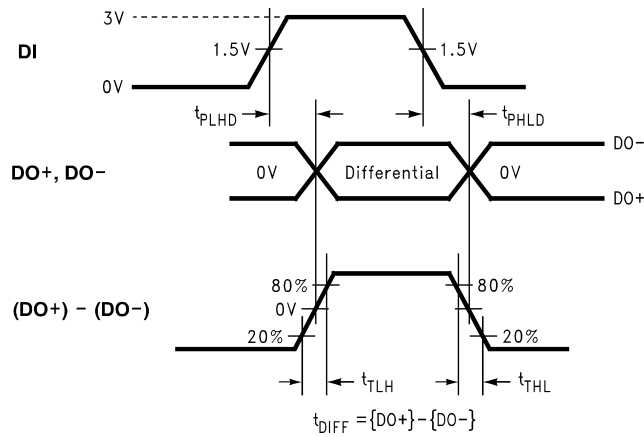 3V
DI
1.5V
1.5V
0V
tPLHD
tPHLD
DO−
DO+, DO−
0V
Differential
0V
DO+
80%
80%
(DO+) − (DO−)
0V
20%
20%
tTLH
tTHL
tDIFF = {DO+}−{DO−}